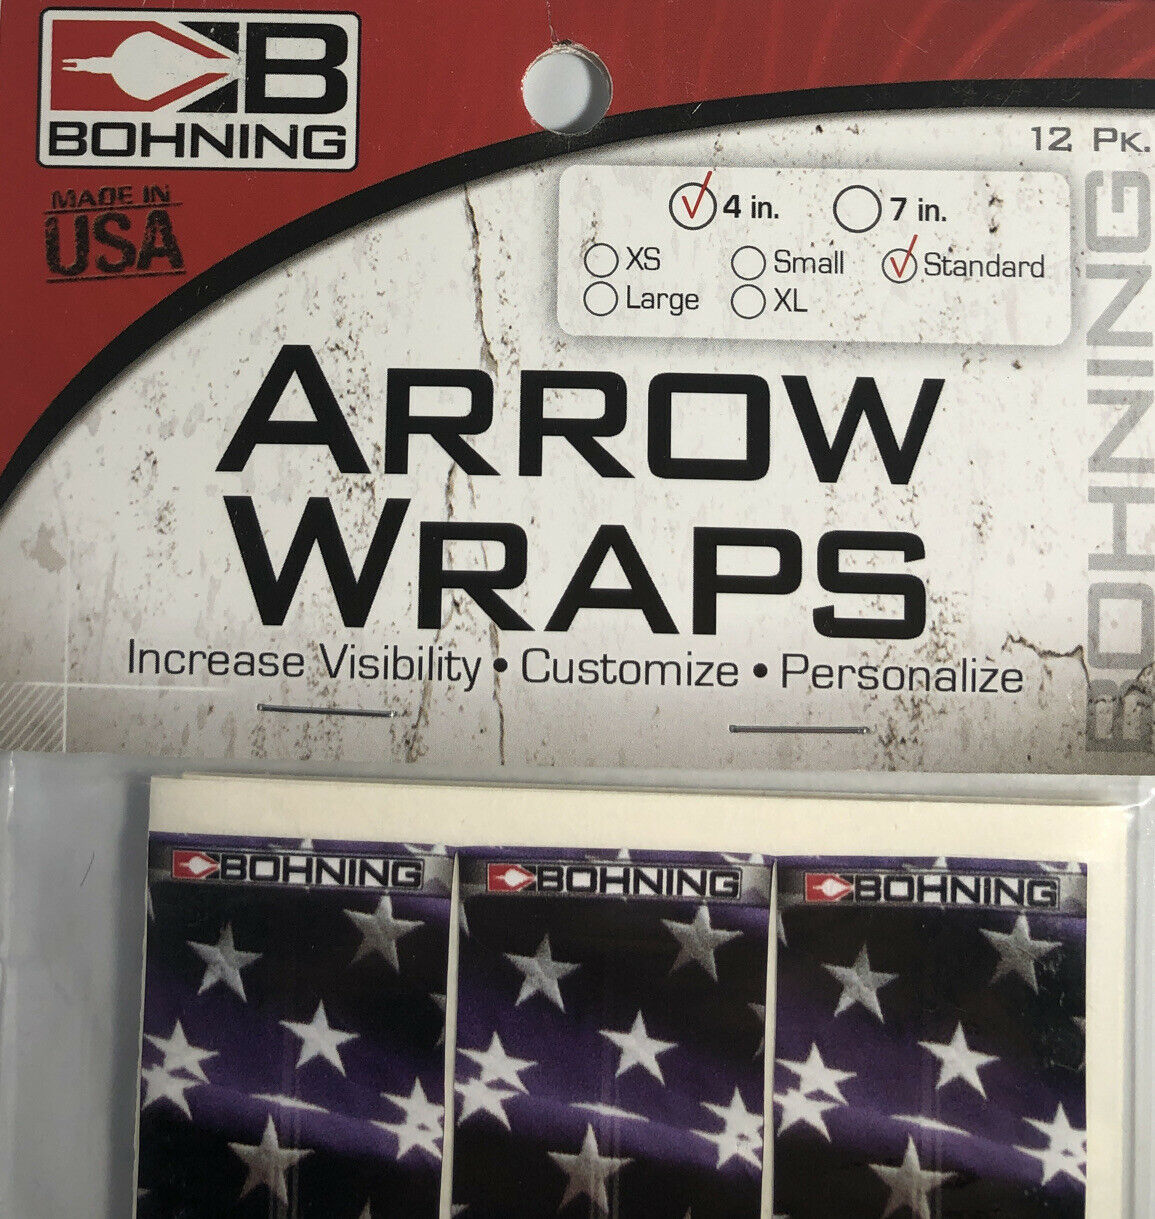 B
BOHNING
MADE IN
USA
12 PK.
4 in. 7 in.
XS Small Standard
Large XL
BOHNING
ARROW
WRAPS
Increase Visibility • Customize • Personalize
BOHNING BOHNING BOHNING